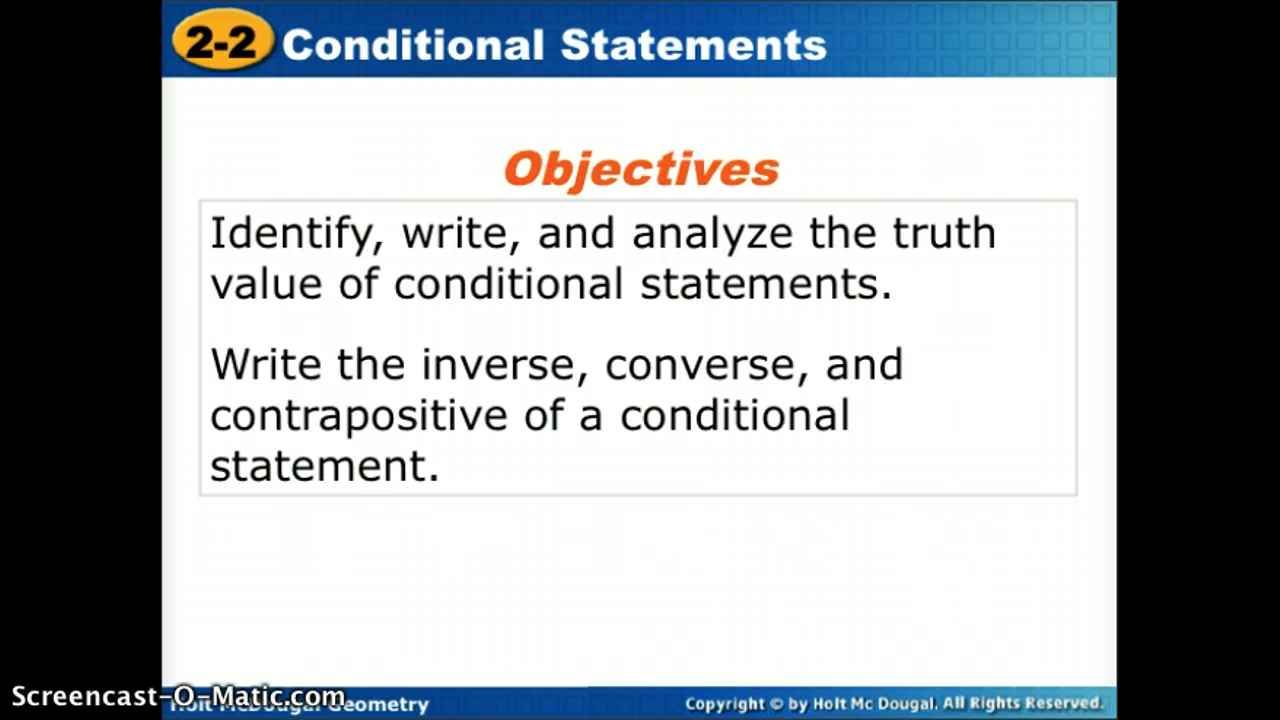 2-2 Conditional Statements
Objectives
Identify, write, and analyze the truth
value of conditional statements.
Write the inverse, converse, and
contrapositive of a conditional
statement.
Screencast-O-Matic.com
Holt McDougal Geometry
Copyright © by Holt Mc Dougal. All Rights Reserved.